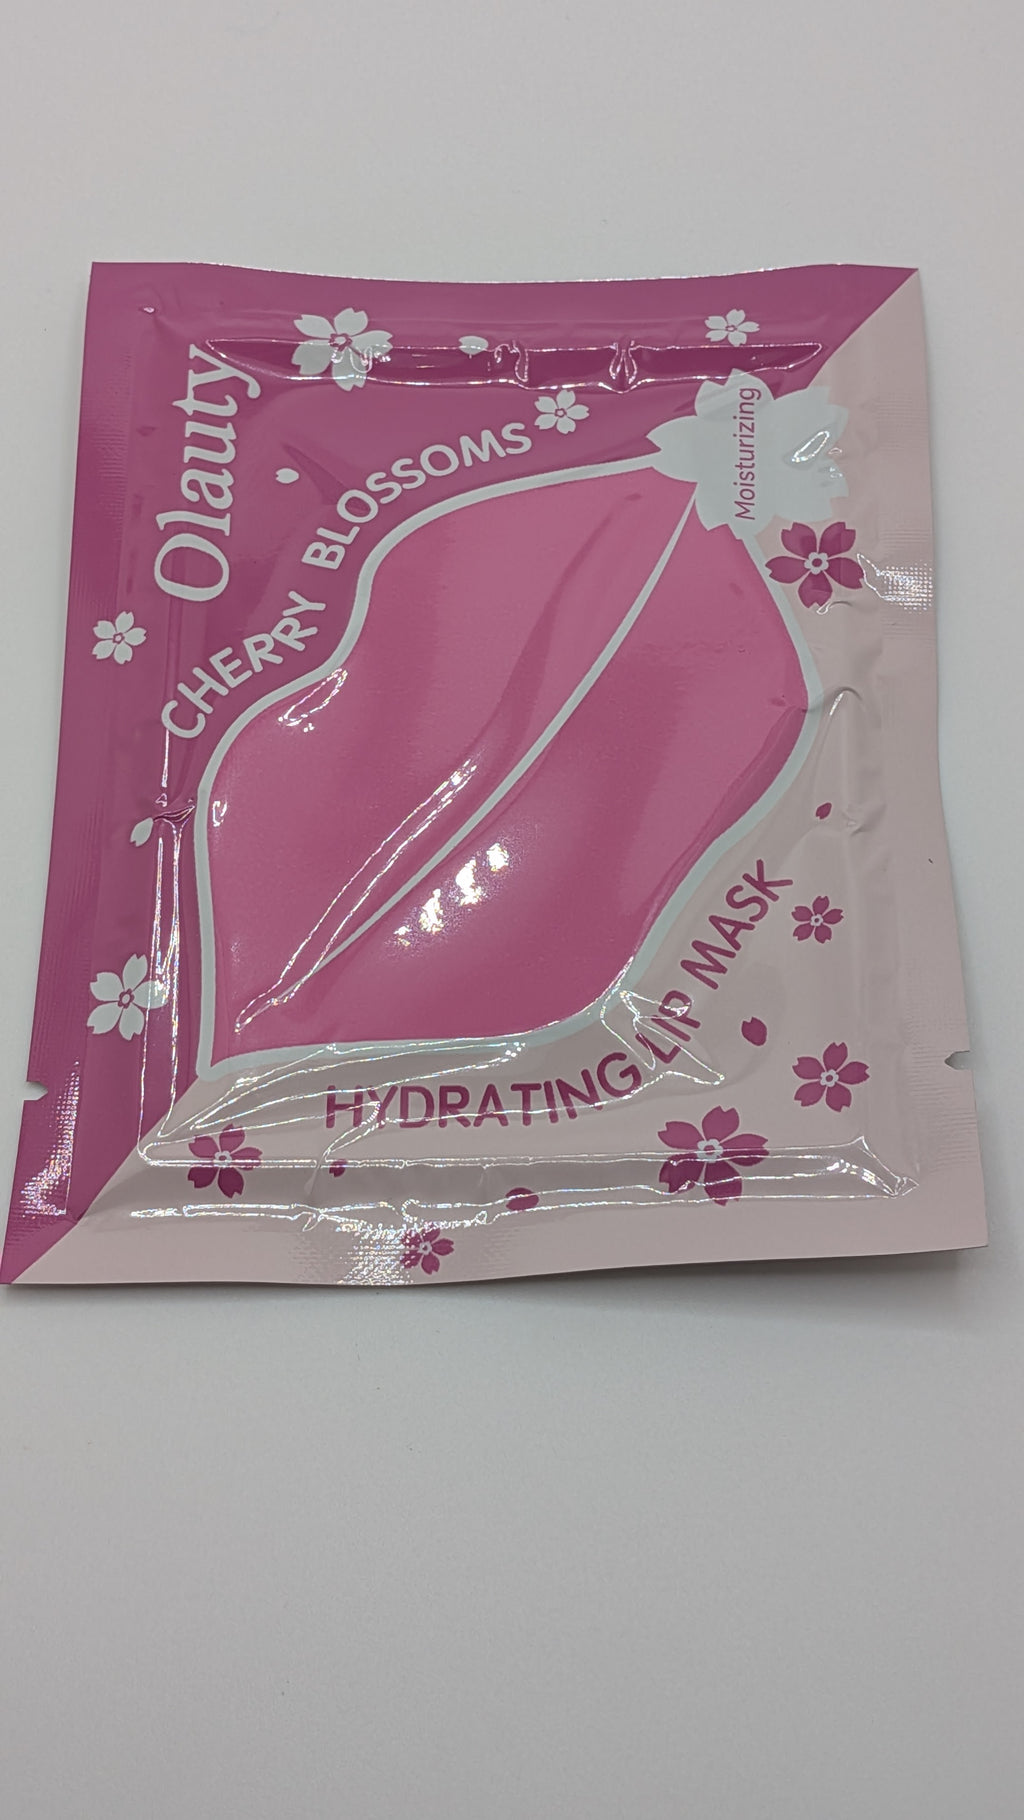 Olauty
CHERRY BLOSSOMS
Moisturizing
HYDRATING LIP MASK